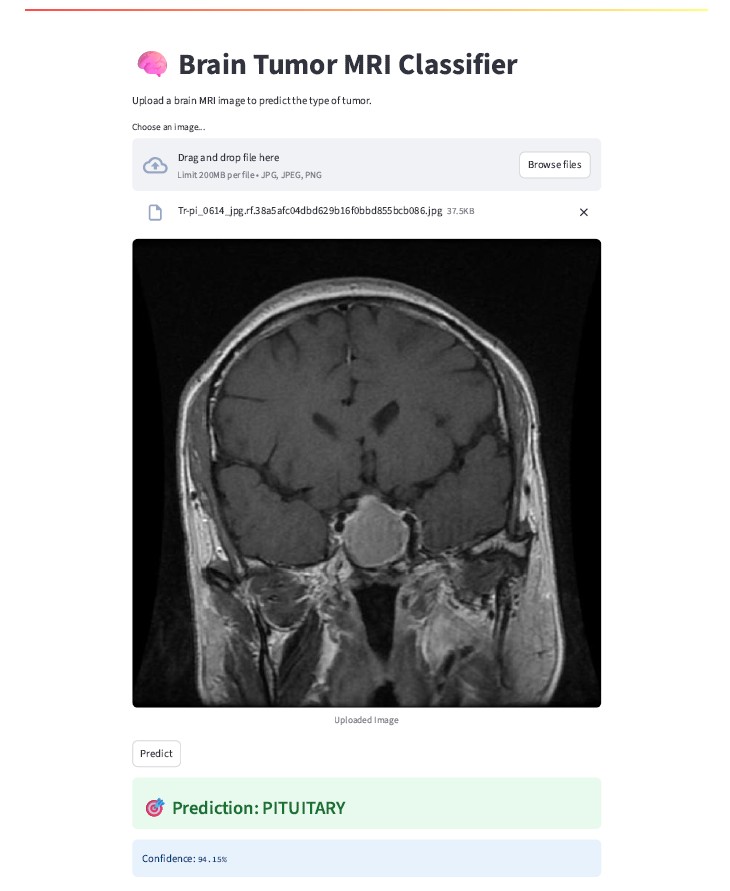 Brain Tumor MRI Classifier
Upload a brain MRI image to predict the type of tumor.
Choose an image...
Drag and drop file here
Limit 200MB per file • JPG, JPEG, PNG
Browse files
Tr-pi_0614_jpg.rf.38a5afc04dbd629b16f0bbd855bcb086.jpg 37.5KB
Uploaded Image
Predict
Prediction: PITUITARY
Confidence: 94.15%